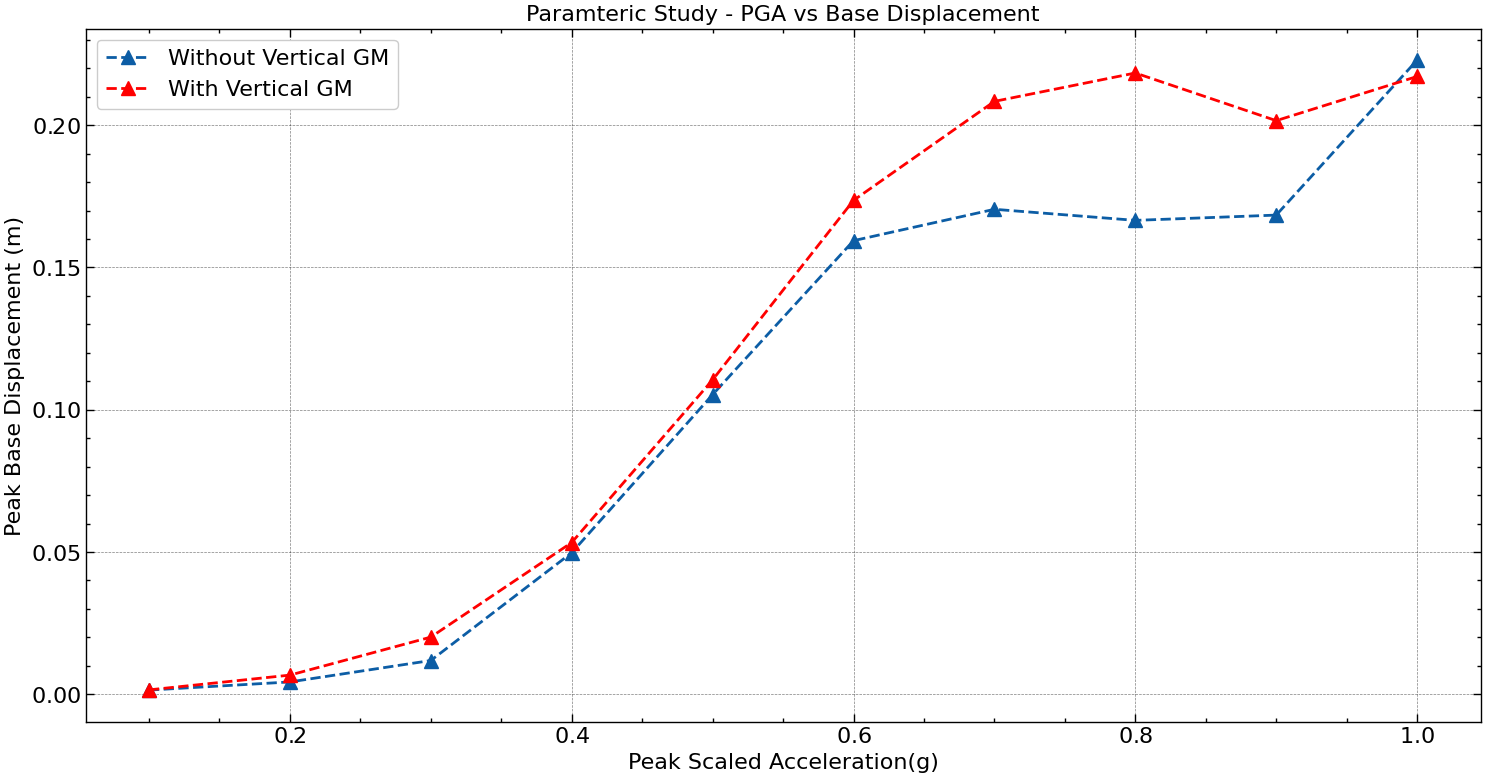 Paramteric Study - PGA vs Base Displacement
Without Vertical GM
With Vertical GM
Peak Base Displacement (m)
0.20
0.15
0.10
0.05
0.00
0.2
0.4
0.6
0.8
1.0
Peak Scaled Acceleration(g)